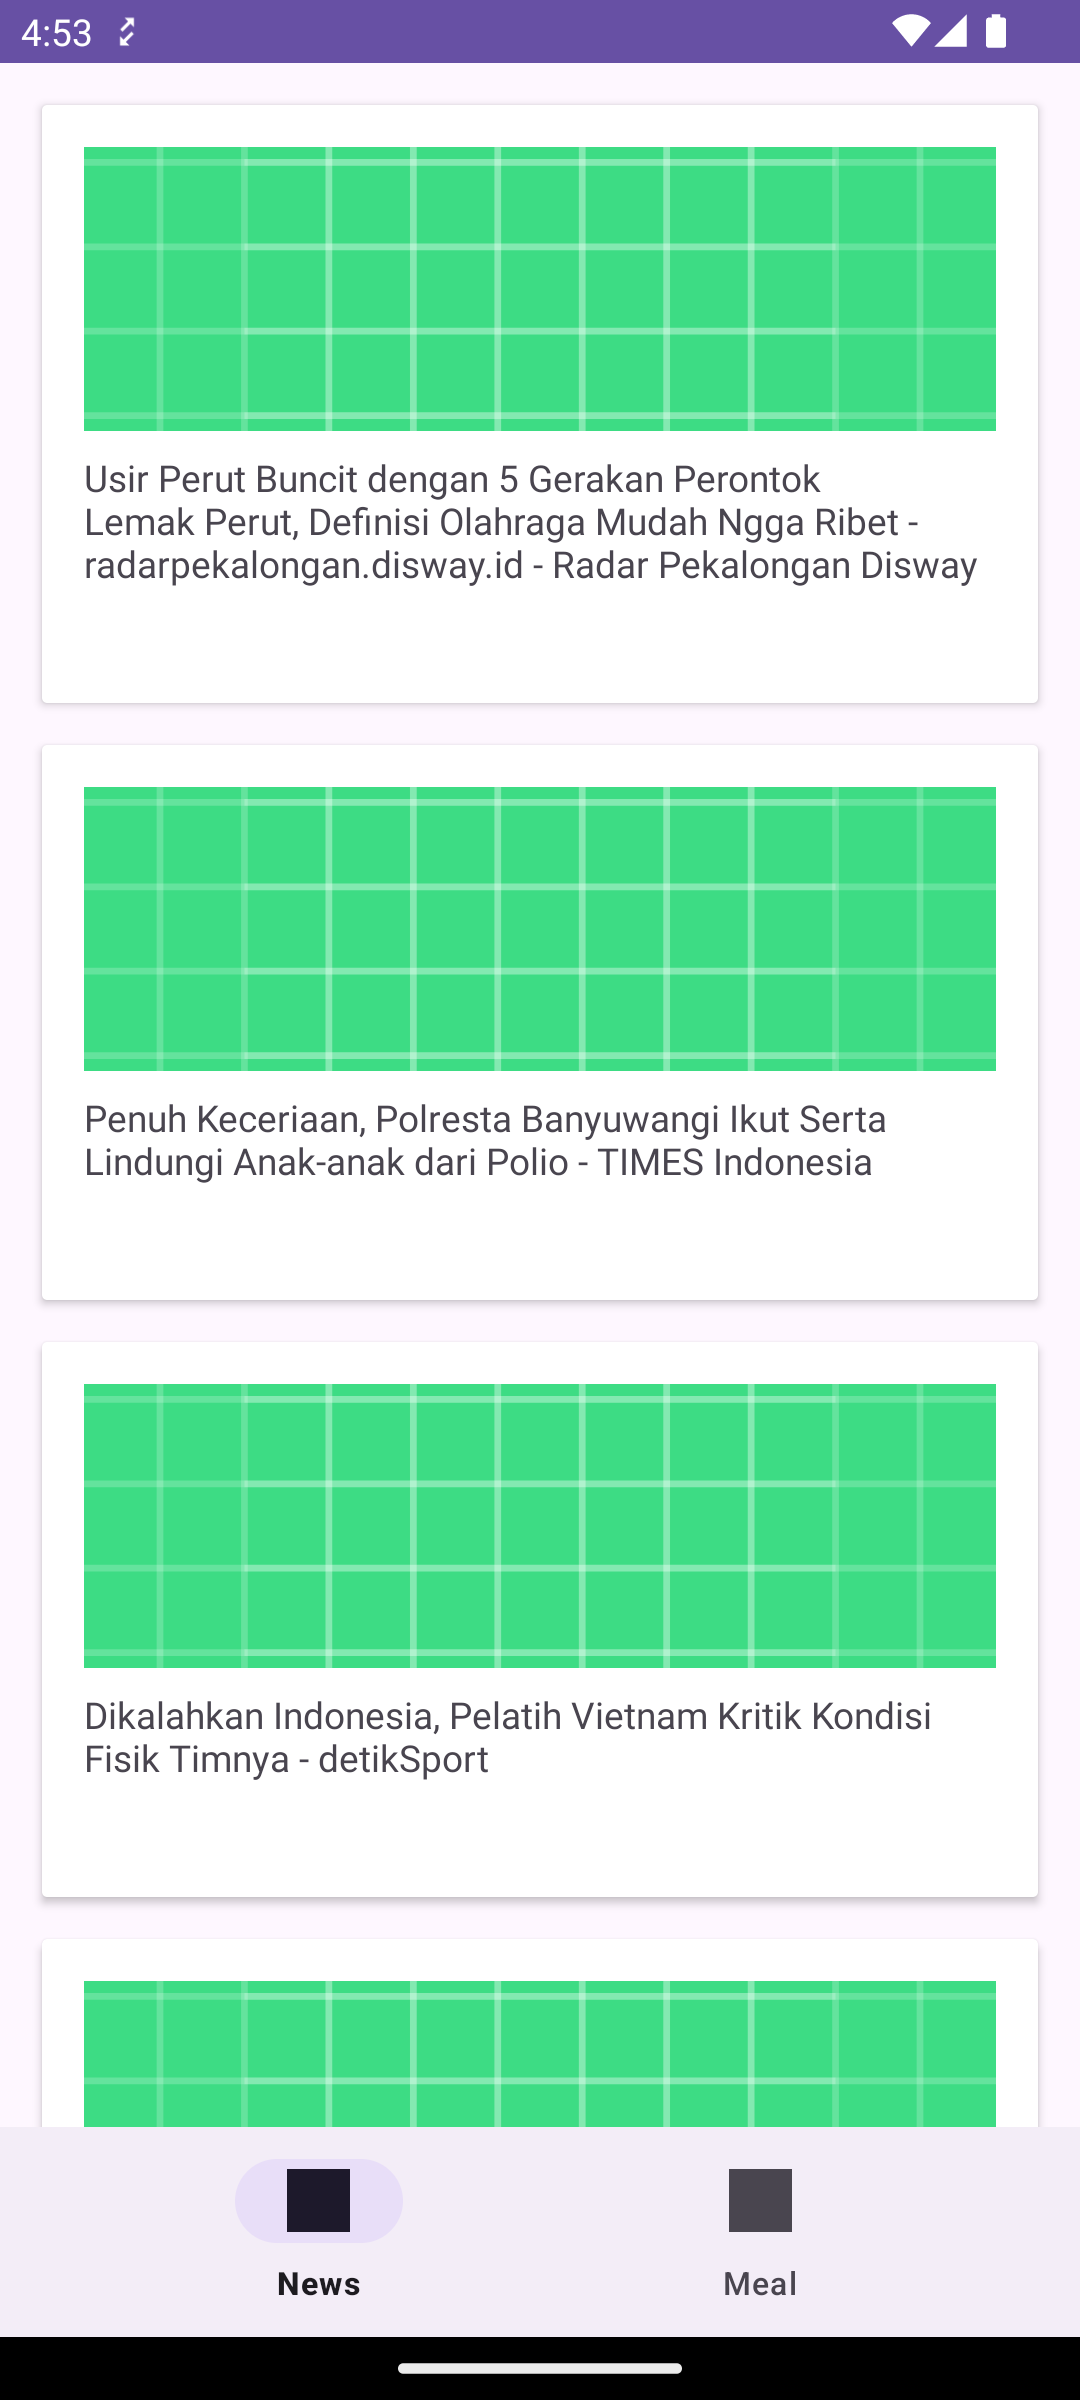 4:53
Usir Perut Buncit dengan 5 Gerakan Perontok
Lemak Perut, Definisi Olahraga Mudah Ngga Ribet -
radarpekalongan.disway.id - Radar Pekalongan Disway
Penuh Keceriaan, Polresta Banyuwangi Ikut Serta
Lindungi Anak-anak dari Polio - TIMES Indonesia
Dikalahkan Indonesia, Pelatih Vietnam Kritik Kondisi
Fisik Timnya - detikSport
News
Meal